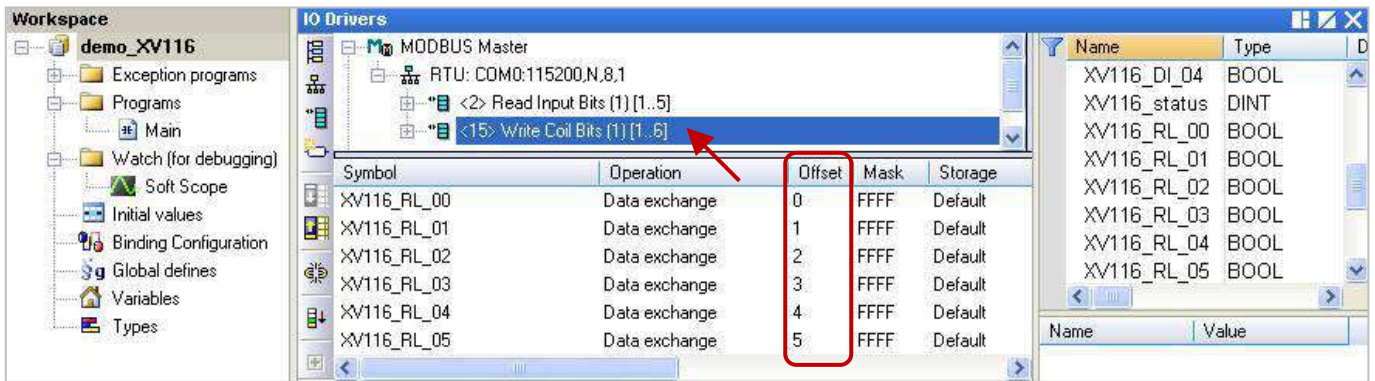 Workspace
demo_XV116
Exception programs
Programs
Main
Watch (for debugging)
Soft Scope
Initial values
Binding Configuration
Global defines
Variables
Types
IO Drivers
MODBUS Master
RTU: COM0:115200,N,8,1
<2> Read Input Bits (1) [1..5]
<15> Write Coil Bits (1) [1..6]
Symbol Operation Offset Mask Storage
XV116_RL_00 Data exchange 0 FFFF Default
XV116_RL_01 Data exchange 1 FFFF Default
XV116_RL_02 Data exchange 2 FFFF Default
XV116_RL_03 Data exchange 3 FFFF Default
XV116_RL_04 Data exchange 4 FFFF Default
XV116_RL_05 Data exchange 5 FFFF Default
Name Type D
XV116_DI_04 BOOL
XV116_status DINT
XV116_RL_00 BOOL
XV116_RL_01 BOOL
XV116_RL_02 BOOL
XV116_RL_03 BOOL
XV116_RL_04 BOOL
XV116_RL_05 BOOL
Name Value